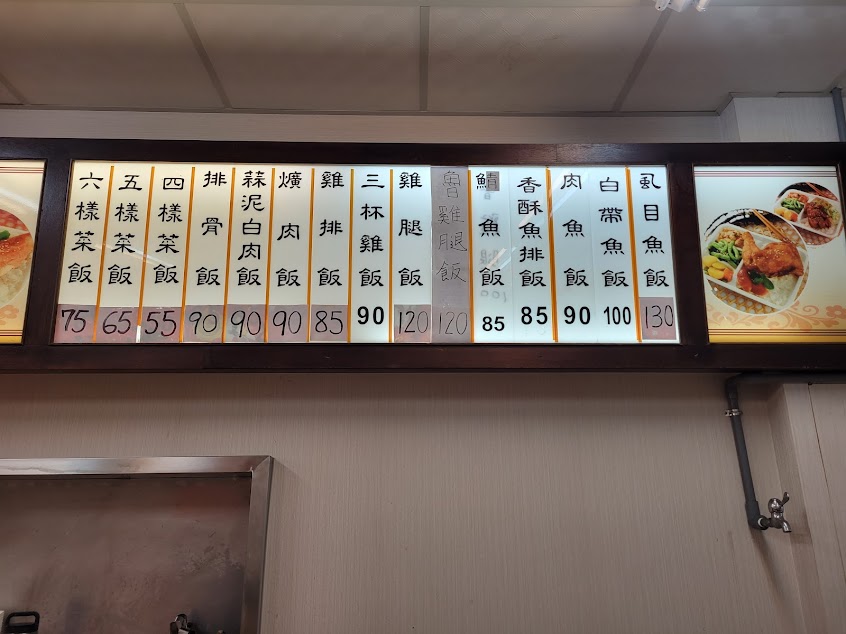 虱目魚飯 130
白帶魚飯 100
肉魚飯 90
香酥魚排飯 85
鯖魚飯 85
魯雞腿飯 120
雞腿飯 120
三杯雞飯 90
雞排飯 85
爌肉飯 90
蒜泥白肉飯 90
排骨飯 90
四樣菜飯 55
五樣菜飯 65
六樣菜飯 75